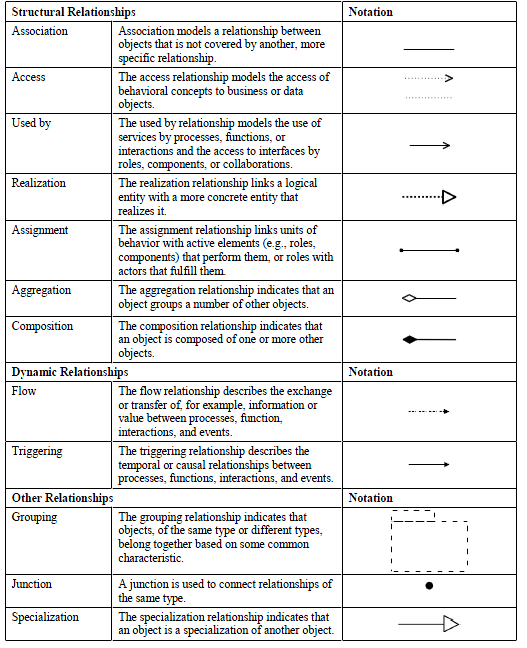 Structural Relationships Notation
Association Association models a relationship between
objects that is not covered by another, more
specific relationship.
Access The access relationship models the access of
behavioral concepts to business or data
objects.
Used by The used by relationship models the use of
services by processes, functions, or
interactions and the access to interfaces by
roles, components, or collaborations.
Realization The realization relationship links a logical
entity with a more concrete entity that
realizes it.
Assignment The assignment relationship links units of
behavior with active elements (e.g., roles,
components) that perform them, or roles with
actors that fulfill them.
Aggregation The aggregation relationship indicates that an
object groups a number of other objects.
Composition The composition relationship indicates that
an object is composed of one or more other
objects.
Dynamic Relationships Notation
Flow The flow relationship describes the exchange
or transfer of, for example, information or
value between processes, function,
interactions, and events.
Triggering The triggering relationship describes the
temporal or causal relationships between
processes, functions, interactions, and events.
Other Relationships Notation
Grouping The grouping relationship indicates that
objects, of the same type or different types,
belong together based on some common
characteristic.
Junction A junction is used to connect relationships of
the same type.
Specialization The specialization relationship indicates that
an object is a specialization of another object.